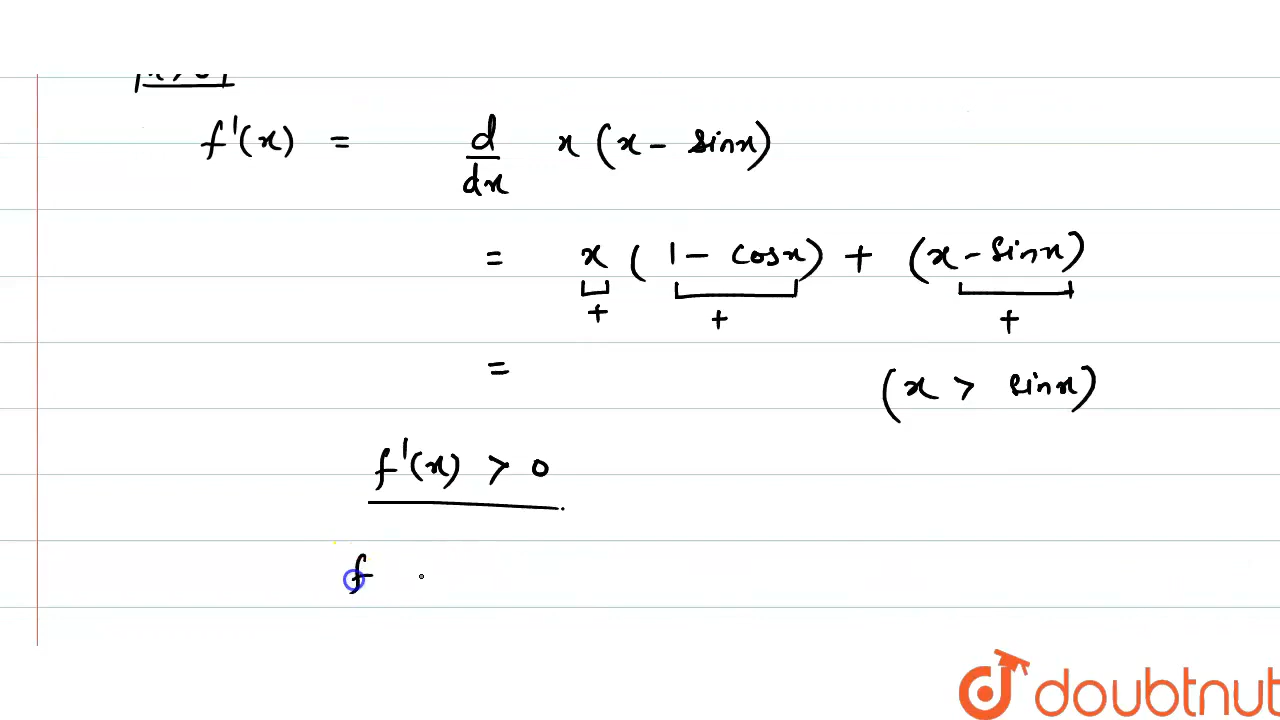 f'(x) = d/dx x (x - sinx)
= x (1 - cosx) + (x - sinx)
+ + +
= (x > sinx)
f'(x) > 0
f
doubtnut